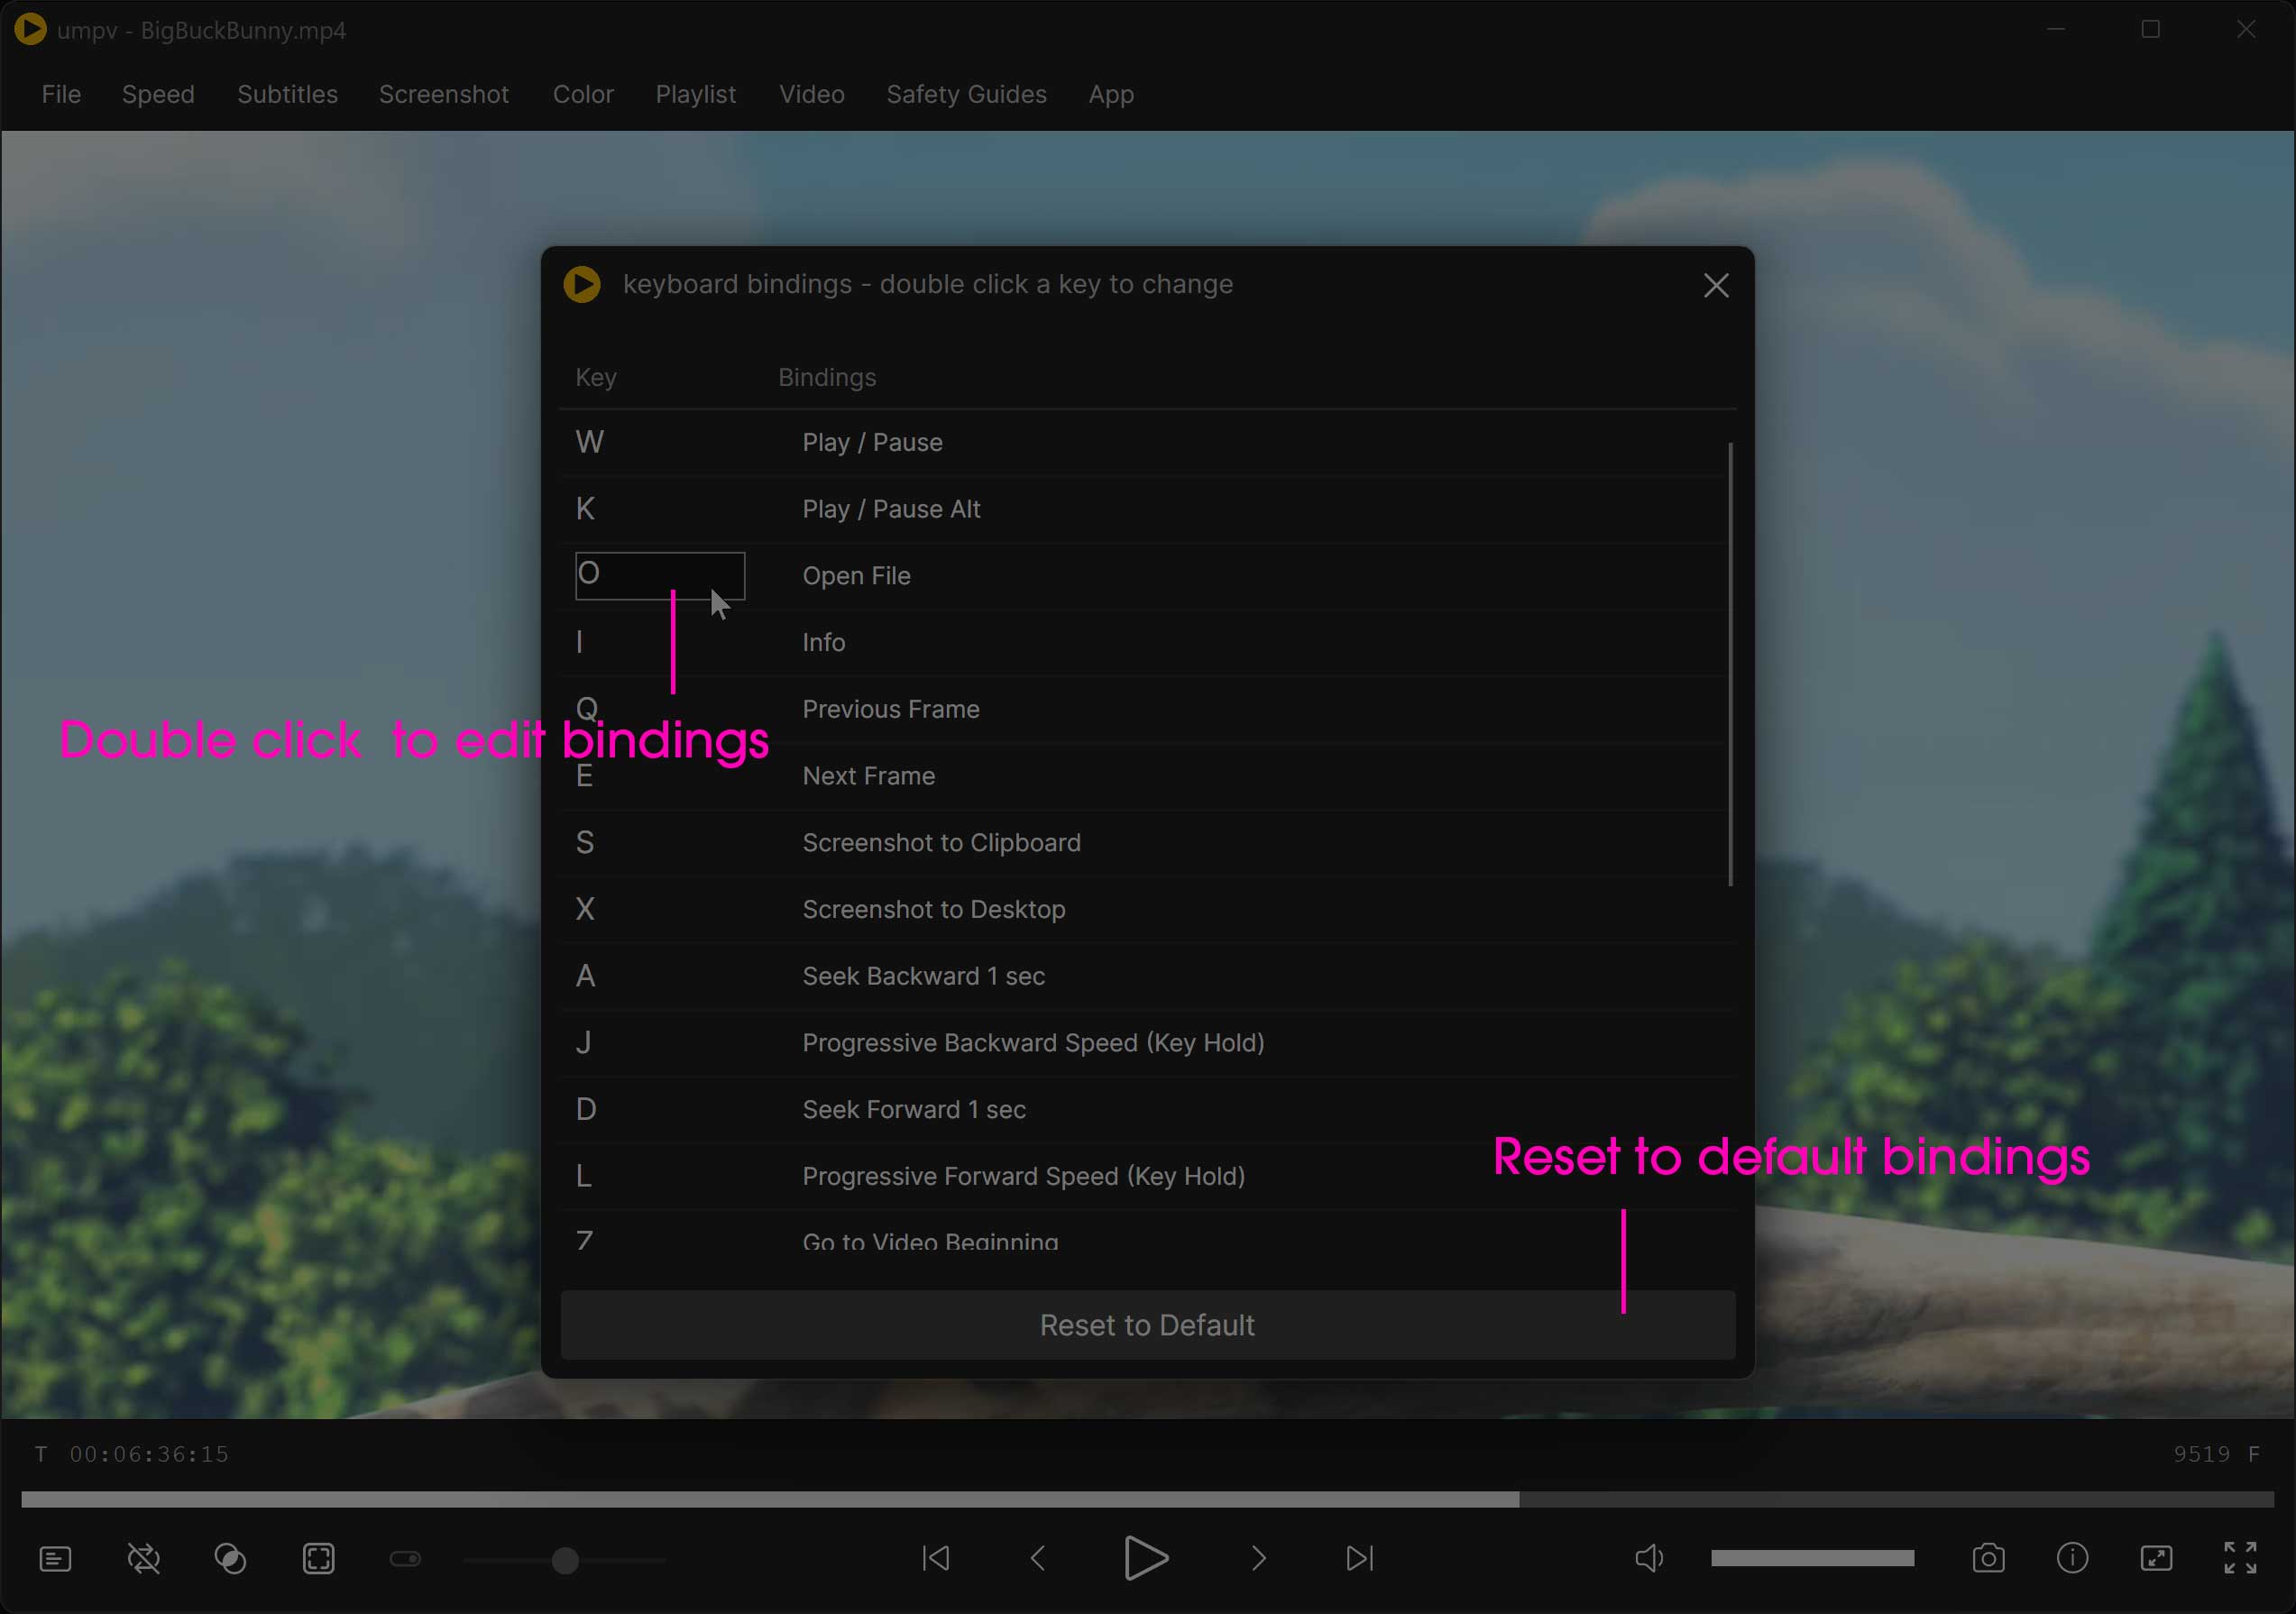 umpv - BigBuckBunny.mp4
File Speed Subtitles Screenshot Color Playlist Video Safety Guides App
keyboard bindings - double click a key to change
Key Bindings
W Play / Pause
K Play / Pause Alt
O Open File
I Info
Q Previous Frame
Double click to edit bindings
E Next Frame
S Screenshot to Clipboard
X Screenshot to Desktop
A Seek Backward 1 sec
J Progressive Backward Speed (Key Hold)
D Seek Forward 1 sec
Reset to default bindings
L Progressive Forward Speed (Key Hold)
Go to Video Beginning
Reset to Default
T 00:06:36:15
9519 F